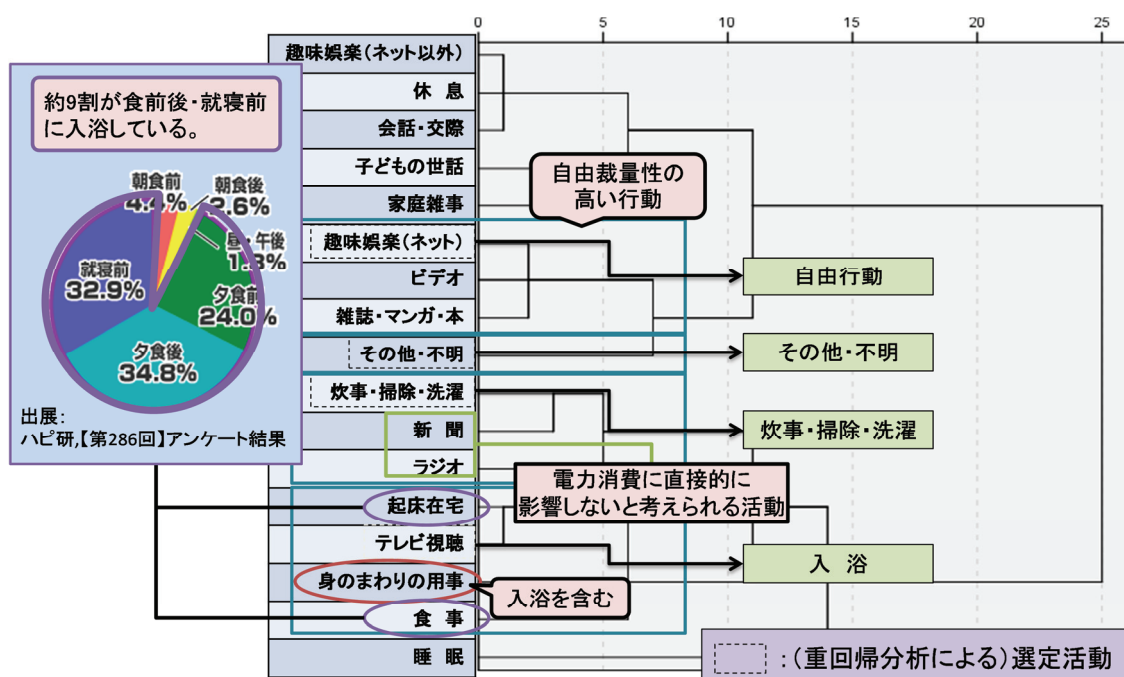 0 5 10 15 20 25
趣味娯楽(ネット以外)
休 息
会話・交際
子どもの世話
家庭雑事
趣味娯楽(ネット)
ビデオ
雑誌・マンガ・本
その他・不明
炊事・掃除・洗濯
新 聞
ラジオ
起床在宅
テレビ視聴
身のまわりの用事
食 事
睡 眠
約9割が食前後・就寝前
に入浴している。
朝食前
4.4%
朝食後
2.6%
昼・午後
1.3%
夕食前
24.0%
夕食後
34.8%
就寝前
32.9%
出展:
ハピ研,【第286回】アンケート結果
自由裁量性の
高い行動
自由行動
その他・不明
炊事・掃除・洗濯
電力消費に直接的に
影響しないと考えられる活動
入 浴
入浴を含む
:(重回帰分析による)選定活動